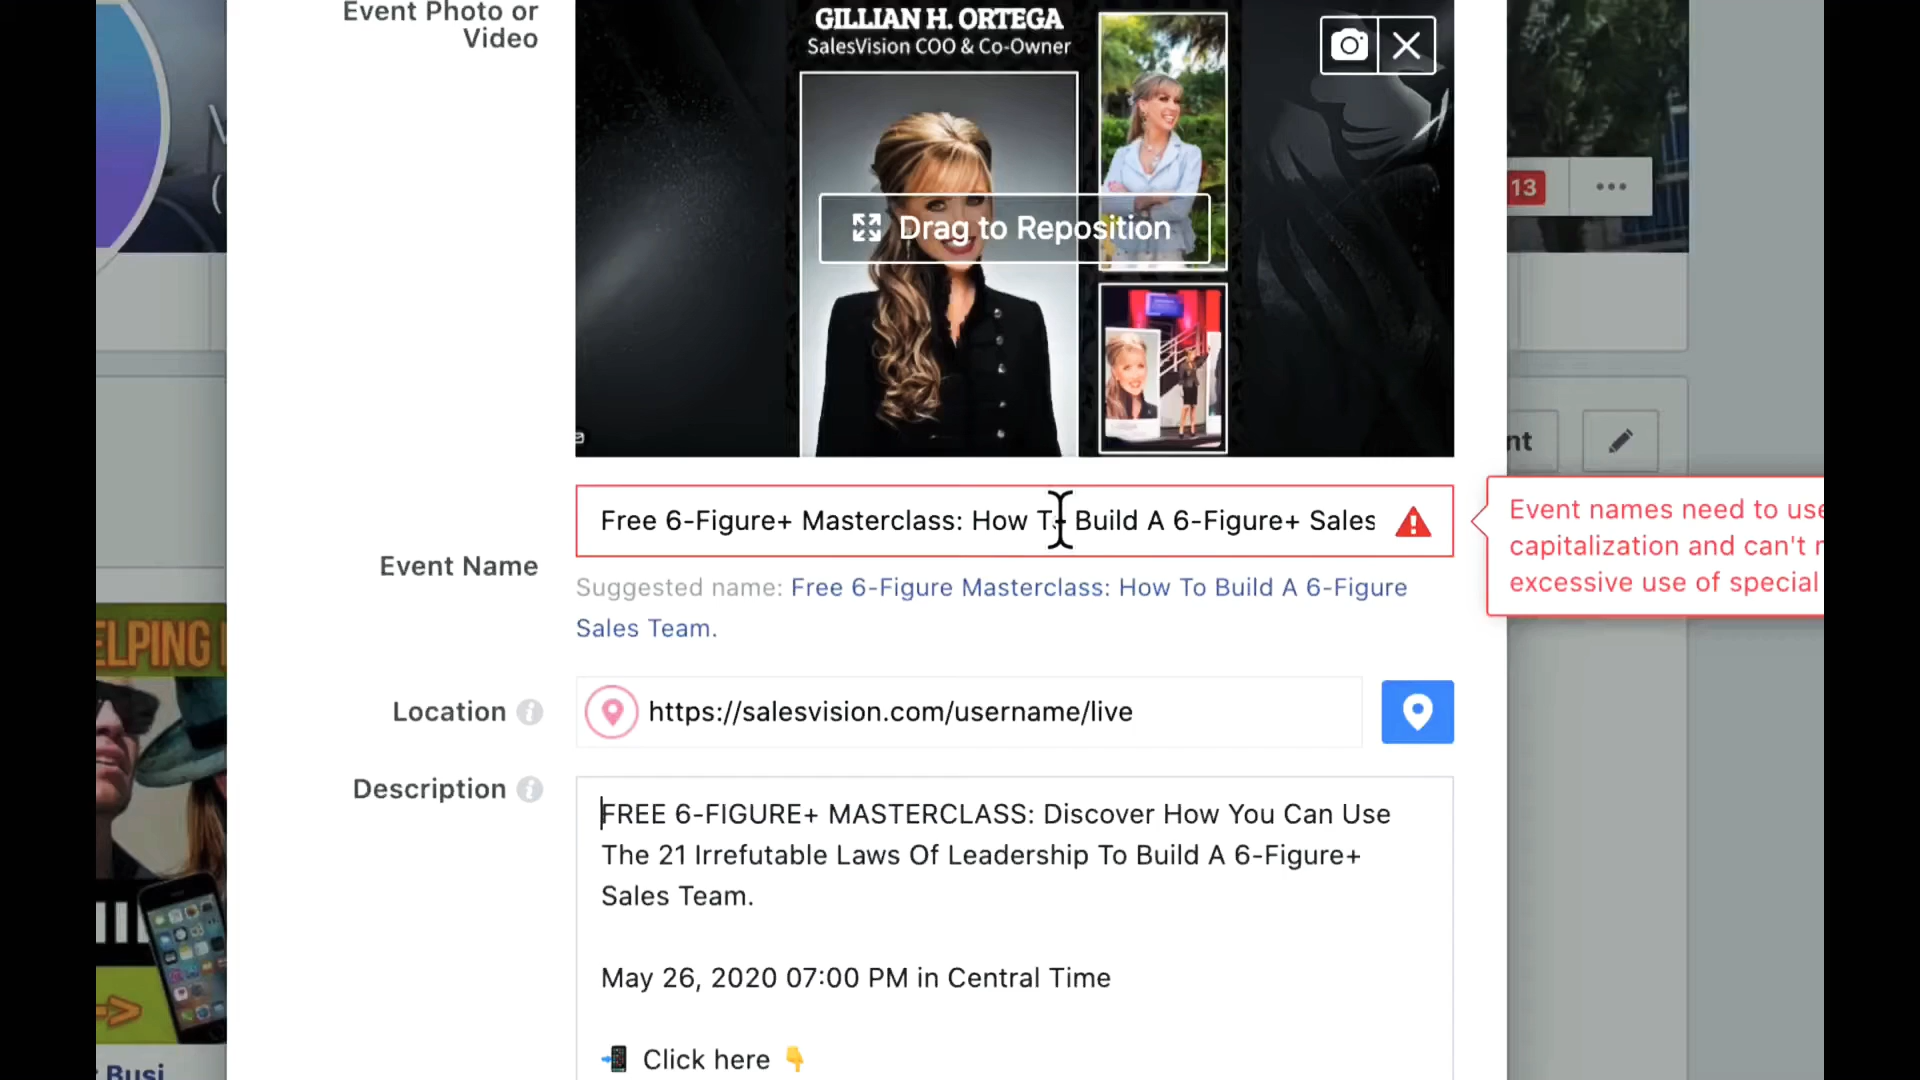 Event Photo or
Video
GILLIAN H. ORTEGA
SalesVision COO & Co-Owner
Drag to Reposition
13
nt
Event Name
Free 6-Figure+ Masterclass: How T Build A 6-Figure+ Sales
Event names need to use
capitalization and can't
excessive use of special
Suggested name: Free 6-Figure Masterclass: How To Build A 6-Figure
Sales Team.
ELPING
Location
https://salesvision.com/username/live
Description
FREE 6-FIGURE+ MASTERCLASS: Discover How You Can Use
The 21 Irrefutable Laws Of Leadership To Build A 6-Figure+
Sales Team.
May 26, 2020 07:00 PM in Central Time
📲 Click here 👇
Busi